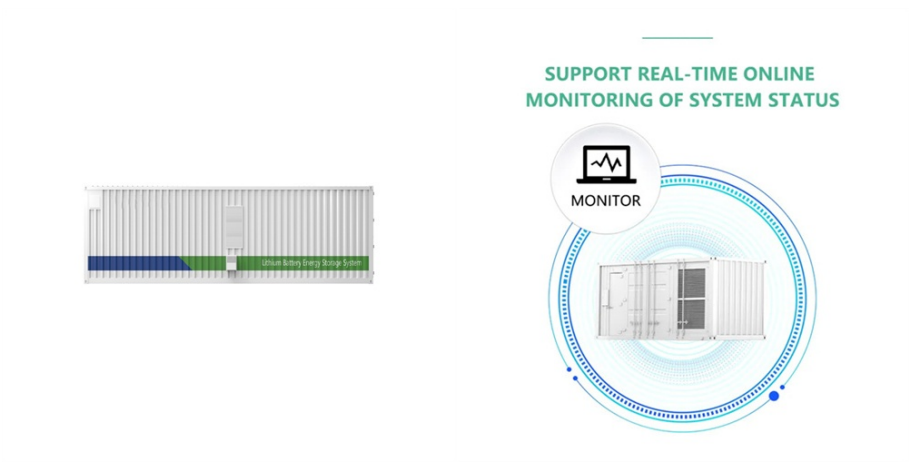 SUPPORT REAL-TIME ONLINE
MONITORING OF SYSTEM STATUS
MONITOR
Lithium Battery Energy Storage System